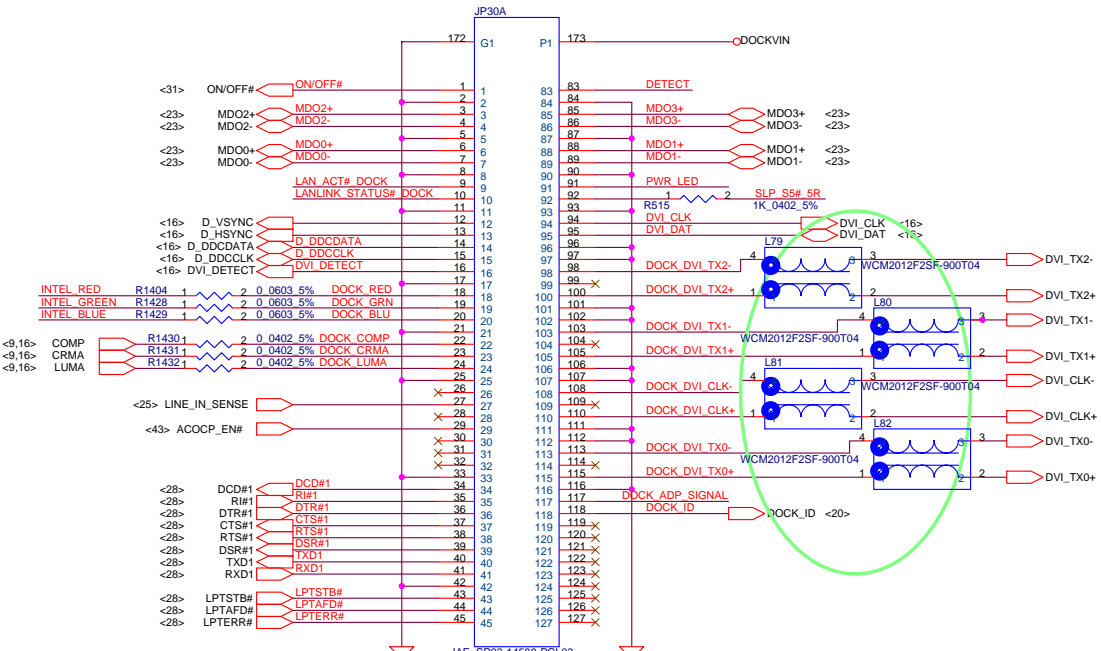 JP30A
172 G1 P1 173 DOCKVIN
<31> ON/OFF# ON/OFF# 1 1 83 83 DETECT
2 2 84 84
<23> MDO2+ MDO2+ 3 3 85 85 MDO3+ MDO3+ <23>
<23> MDO2- MDO2- 4 4 86 86 MDO3- MDO3- <23>
5 5 87 87
<23> MDO0+ MDO0+ 6 6 88 88 MDO1+ MDO1+ <23>
<23> MDO0- MDO0- 7 7 89 89 MDO1- MDO1- <23>
8 8 90 90
LAN_ACT#_DOCK 9 9 91 91 PWR_LED
LANLINK_STATUS#_DOCK 10 10 92 92 1 2 SLP_S5#_5R
R515 1K_0402_5%
11 11 93 93
<16> D_VSYNC 12 12 94 94 DVI_CLK DVI_CLK <16>
<16> D_HSYNC 13 13 95 95 DVI_DAT DVI_DAT <16>
<16> D_DDCDATA D_DDCDATA 14 14 96 96
L79
<16> D_DDCCLK D_DDCCLK 15 15 97 97 4 3 3 DVI_TX2-
<16> DVI_DETECT DVI_DETECT 16 16 98 98 DOCK_DVI_TX2- WCM2012F2SF-900T04
17 17 99 99
INTEL_RED R1404 1 2 0_0603_5% DOCK_RED 18 18 100 100 DOCK_DVI_TX2+ 1 2 2 DVI_TX2+
INTEL_GREEN R1428 1 2 0_0603_5% DOCK_GRN 19 19 101 101
L80
INTEL_BLUE R1429 1 2 0_0603_5% DOCK_BLU 20 20 102 102 4 3 3 DVI_TX1-
21 21 103 103 DOCK_DVI_TX1-
<9,16> COMP R1430 1 2 0_0402_5% DOCK_COMP 22 22 104 104 WCM2012F2SF-900T04
<9,16> CRMA R1431 1 2 0_0402_5% DOCK_CRMA 23 23 105 105 DOCK_DVI_TX1+ 1 2 2 DVI_TX1+
<9,16> LUMA R1432 1 2 0_0402_5% DOCK_LUMA 24 24 106 106
L81
25 25 107 107 4 3 3 DVI_CLK-
26 26 108 108 DOCK_DVI_CLK- WCM2012F2SF-900T04
<25> LINE_IN_SENSE 27 27 109 109
28 28 110 110 DOCK_DVI_CLK+ 1 2 2 DVI_CLK+
<43> ACOCP_EN# 29 29 111 111
L82
30 30 112 112 4 3 3 DVI_TX0-
31 31 113 113 DOCK_DVI_TX0-
32 32 114 114 WCM2012F2SF-900T04
33 33 115 115 DOCK_DVI_TX0+ 1 2 2 DVI_TX0+
<28> DCD#1 DCD#1 34 34 116 116
<28> RI#1 RI#1 35 35 117 117 DOCK_ADP_SIGNAL
<28> DTR#1 DTR#1 36 36 118 118 DOCK_ID DOCK_ID <20>
<28> CTS#1 CTS#1 37 37 119 119
<28> RTS#1 RTS#1 38 38 120 120
<28> DSR#1 DSR#1 39 39 121 121
<28> TXD1 TXD1 40 40 122 122
<28> RXD1 RXD1 41 41 123 123
42 42 124 124
<28> LPTSTB# LPTSTB# 43 43 125 125
<28> LPTAFD# LPTAFD# 44 44 126 126
<28> LPTERR# LPTERR# 45 45 127 127